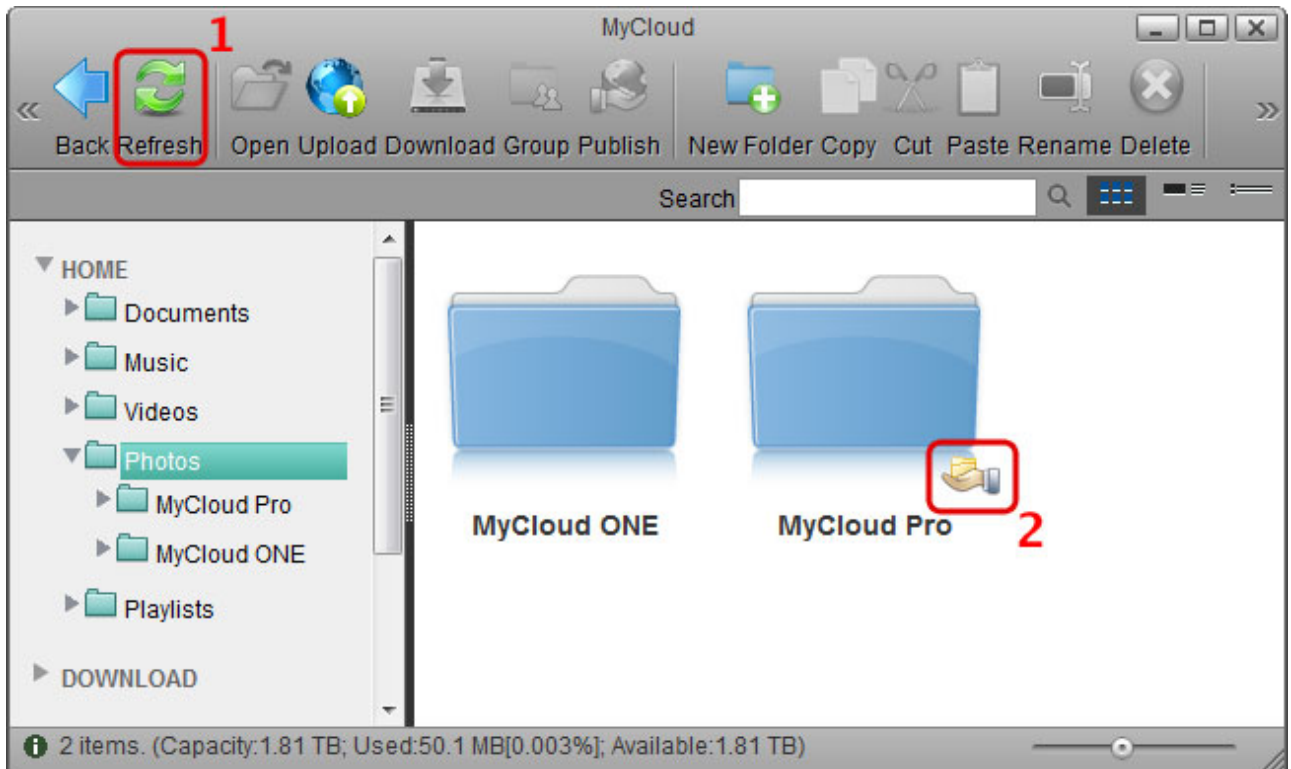 MyCloud
1
Back Refresh Open Upload Download Group Publish New Folder Copy Cut Paste Rename Delete
Search
HOME
Documents
Music
Videos
Photos
MyCloud Pro
MyCloud ONE
Playlists
DOWNLOAD
MyCloud ONE
MyCloud Pro
2
2 items. (Capacity:1.81 TB; Used:50.1 MB[0.003%]; Available:1.81 TB)